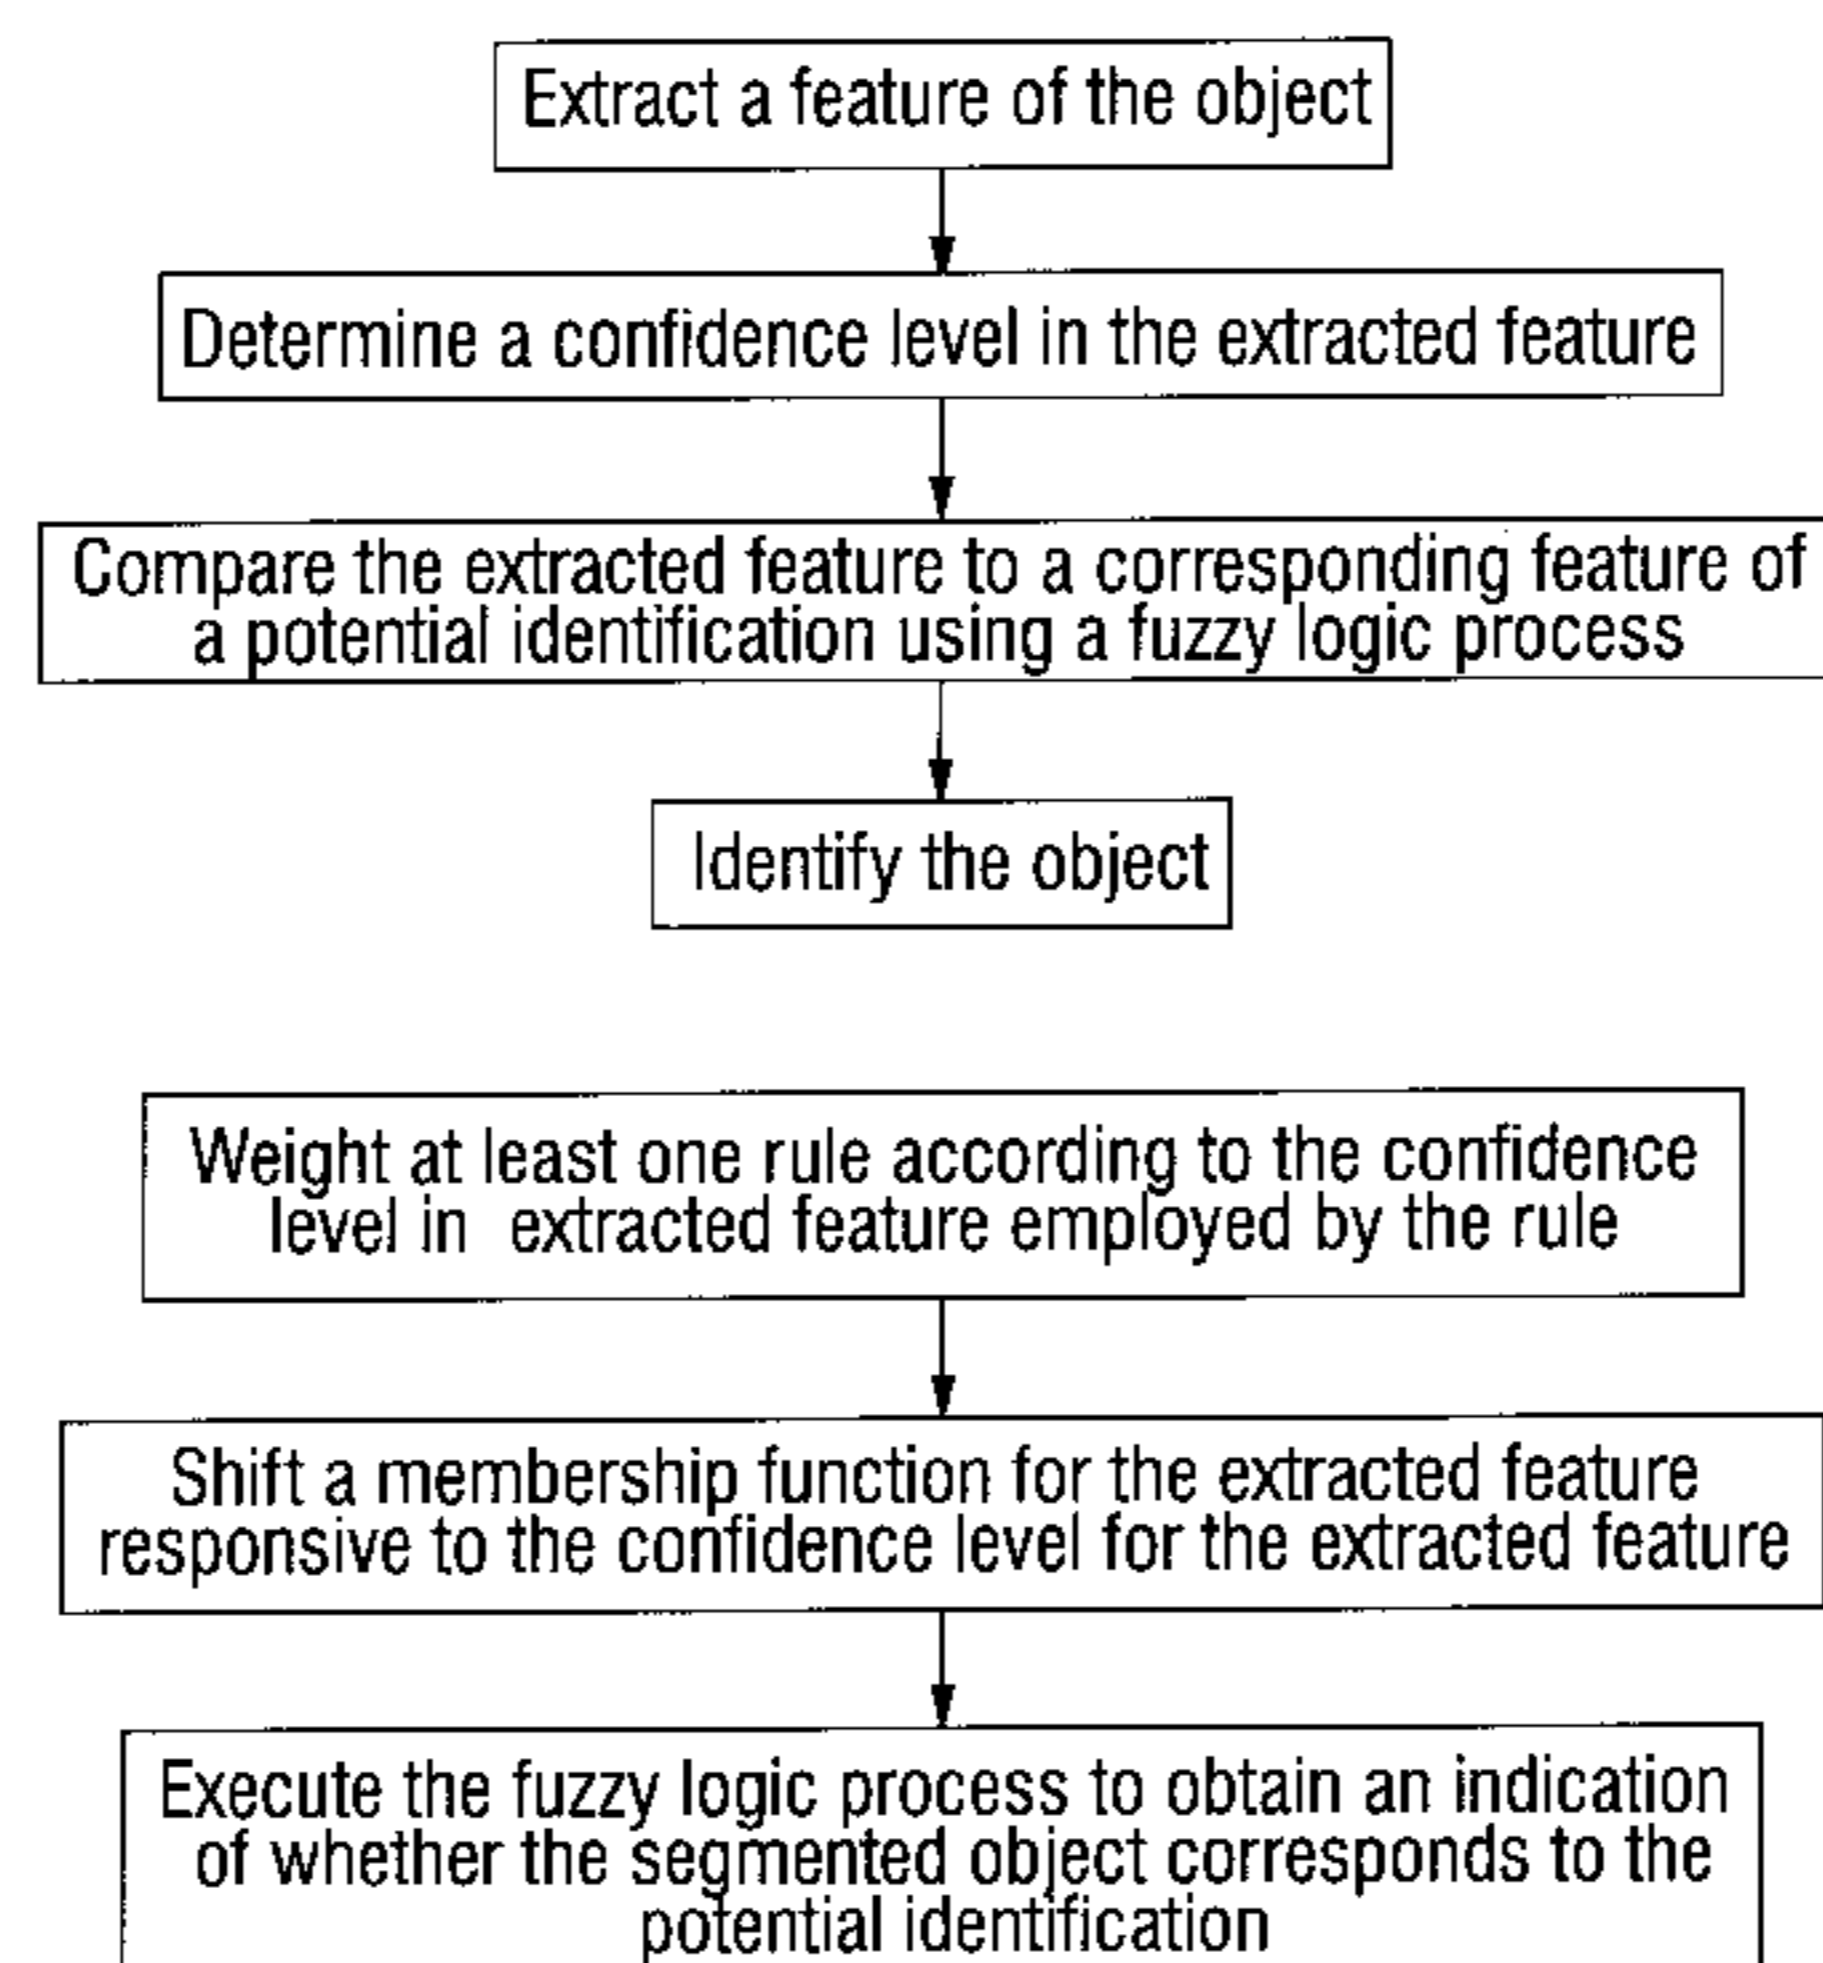 Extract a feature of the object
Determine a confidence level in the extracted feature
Compare the extracted feature to a corresponding feature of
a potential identification using a fuzzy logic process
Identify the object
Weight at least one rule according to the confidence
level in extracted feature employed by the rule
Shift a membership function for the extracted feature
responsive to the confidence level for the extracted feature
Execute the fuzzy logic process to obtain an indication
of whether the segmented object corresponds to the
potential identification